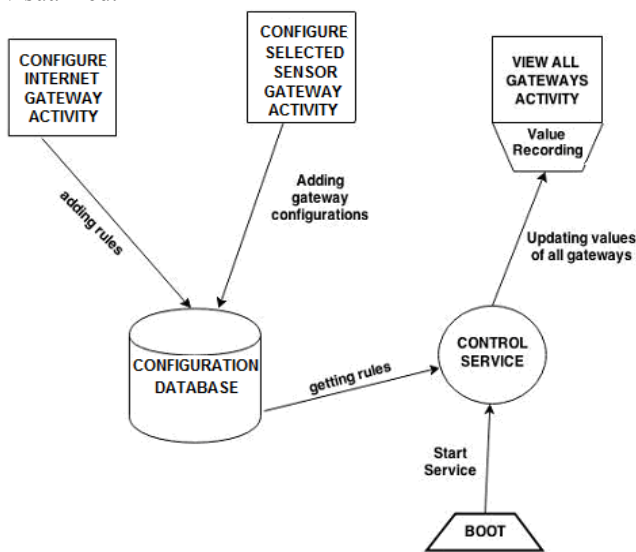 CONFIGURE
INTERNET
GATEWAY
ACTIVITY
CONFIGURE
SELECTED
SENSOR
GATEWAY
ACTIVITY
VIEW ALL
GATEWAYS
ACTIVITY
Value
Recording
adding rules
Adding
gateway
configurations
Updating values
of all gateways
CONFIGURATION
DATABASE
getting rules
CONTROL
SERVICE
Start
Service
BOOT